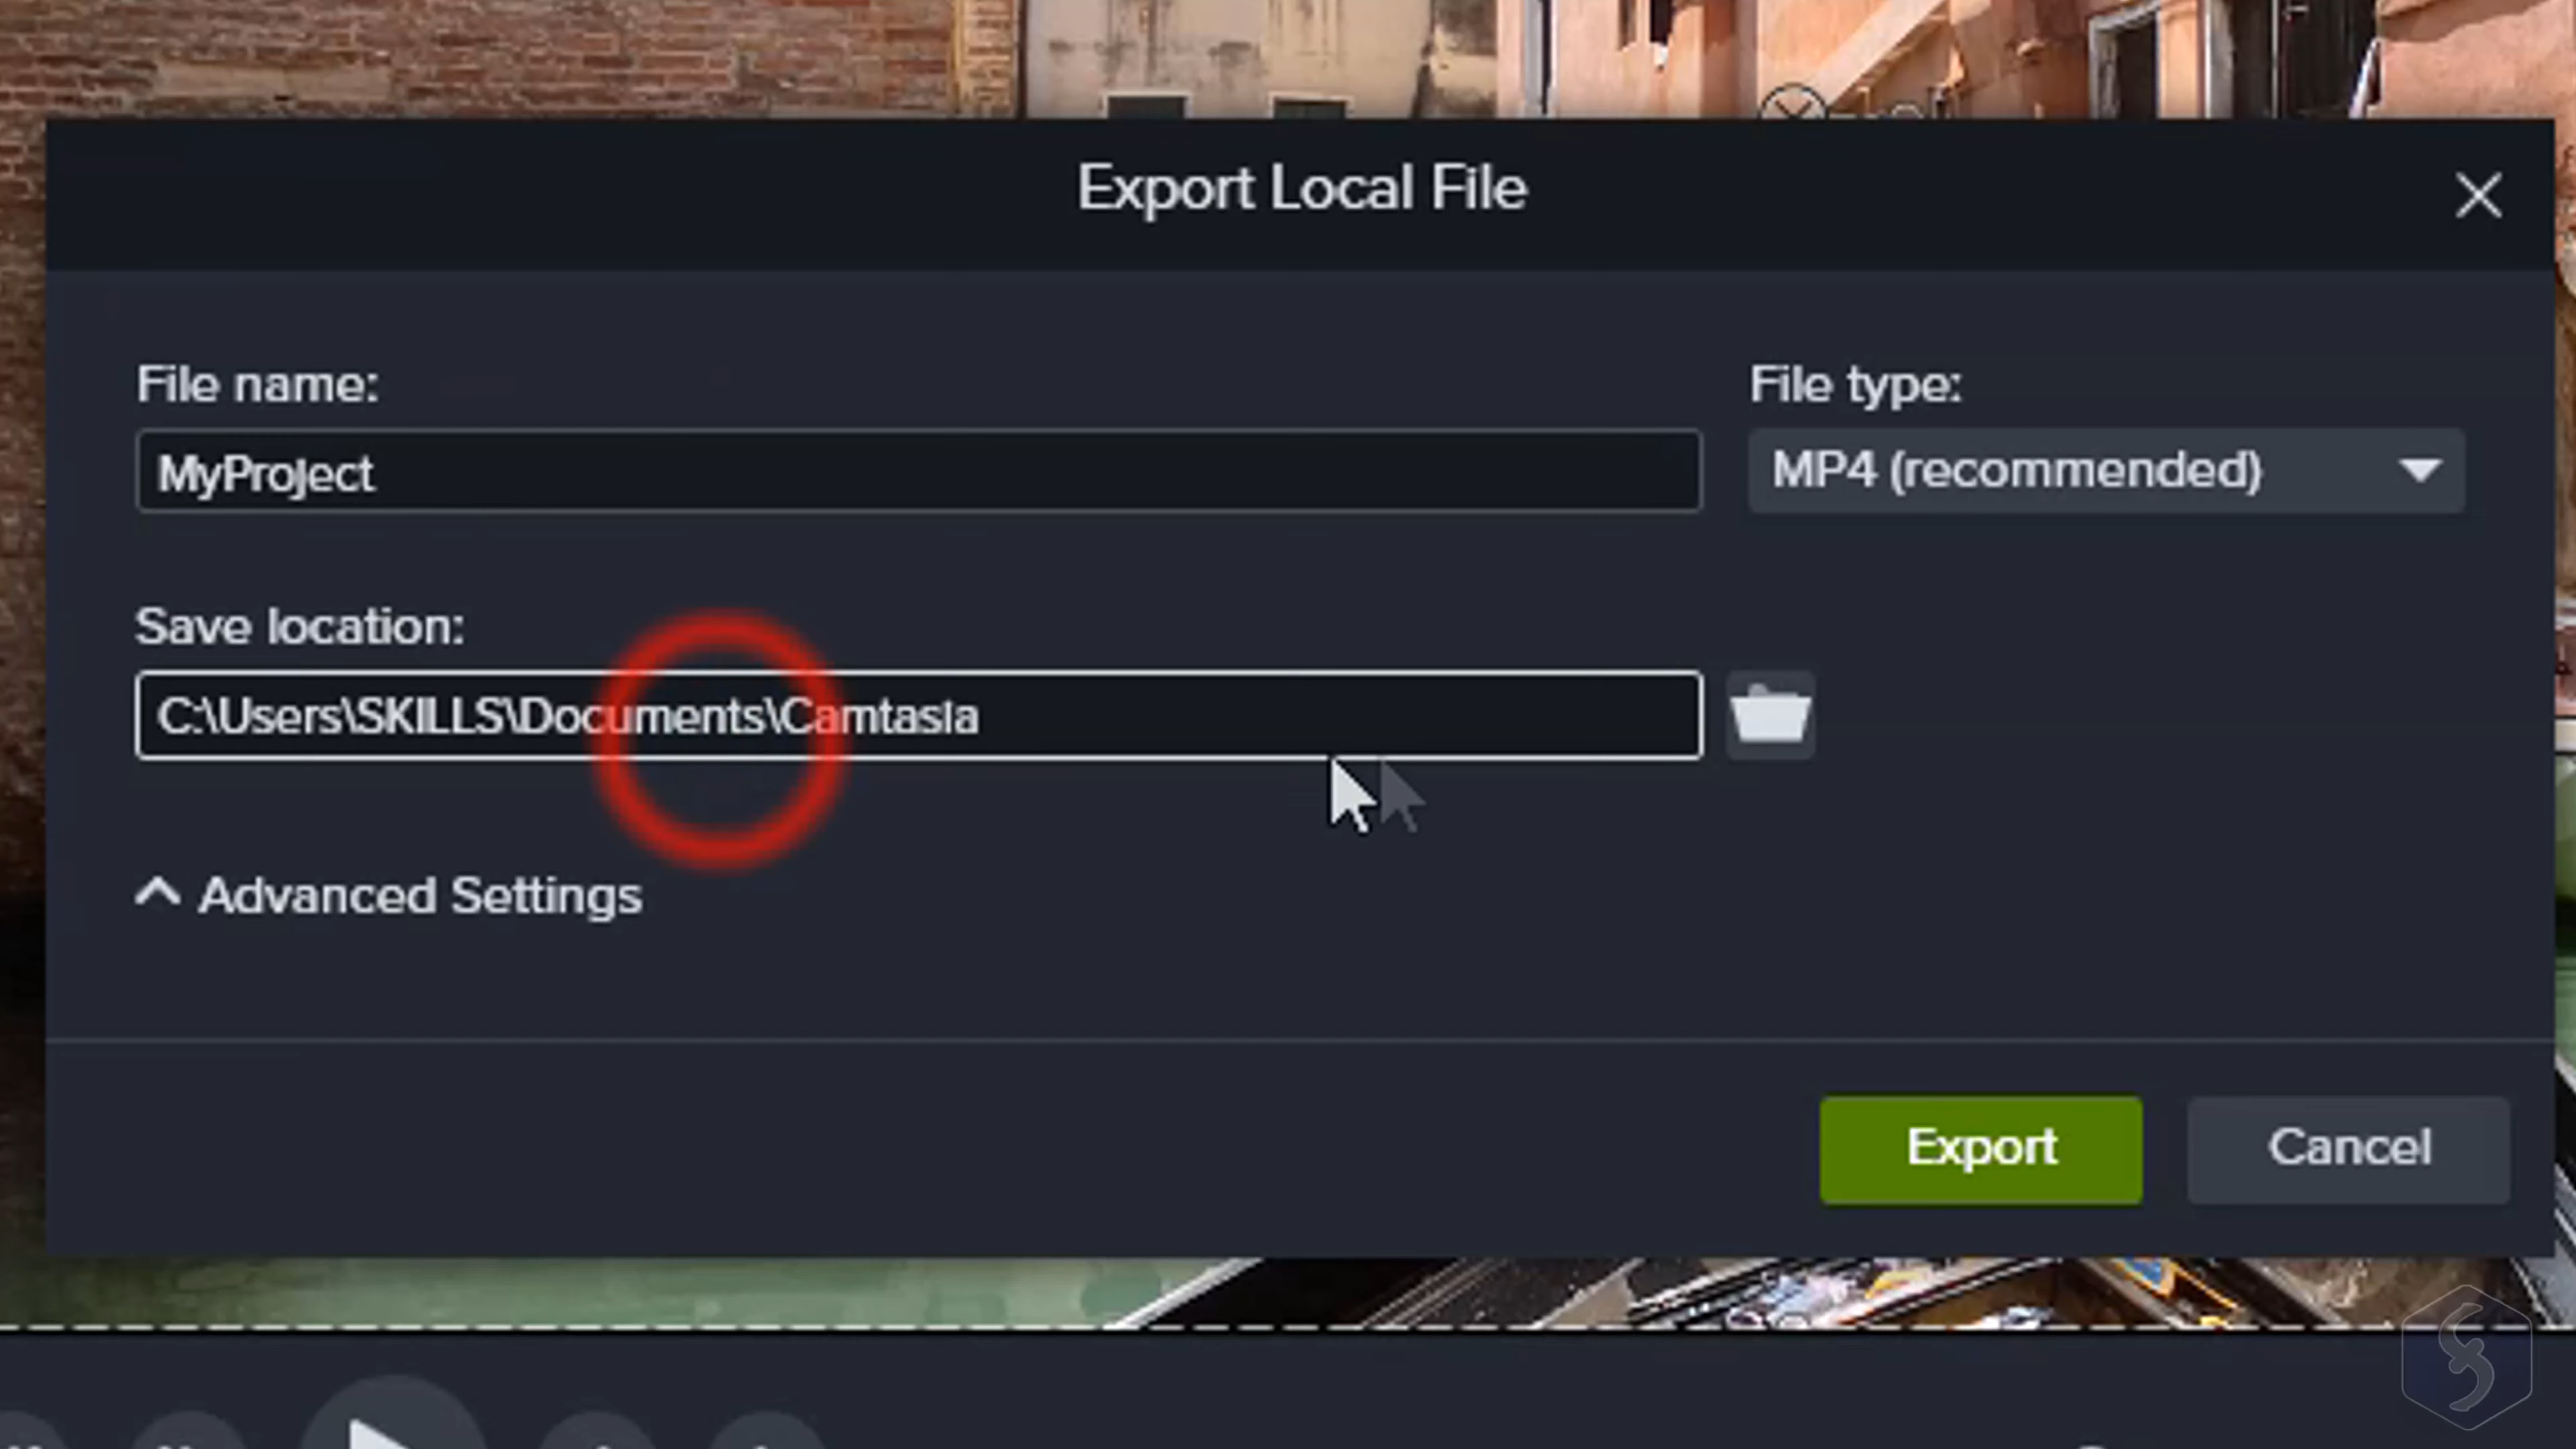 Export Local File
File name:
File type:
MyProject
MP4 (recommended)
Save location:
C:\Users\SKILLS\Documents\Camtasia
Advanced Settings
Export
Cancel